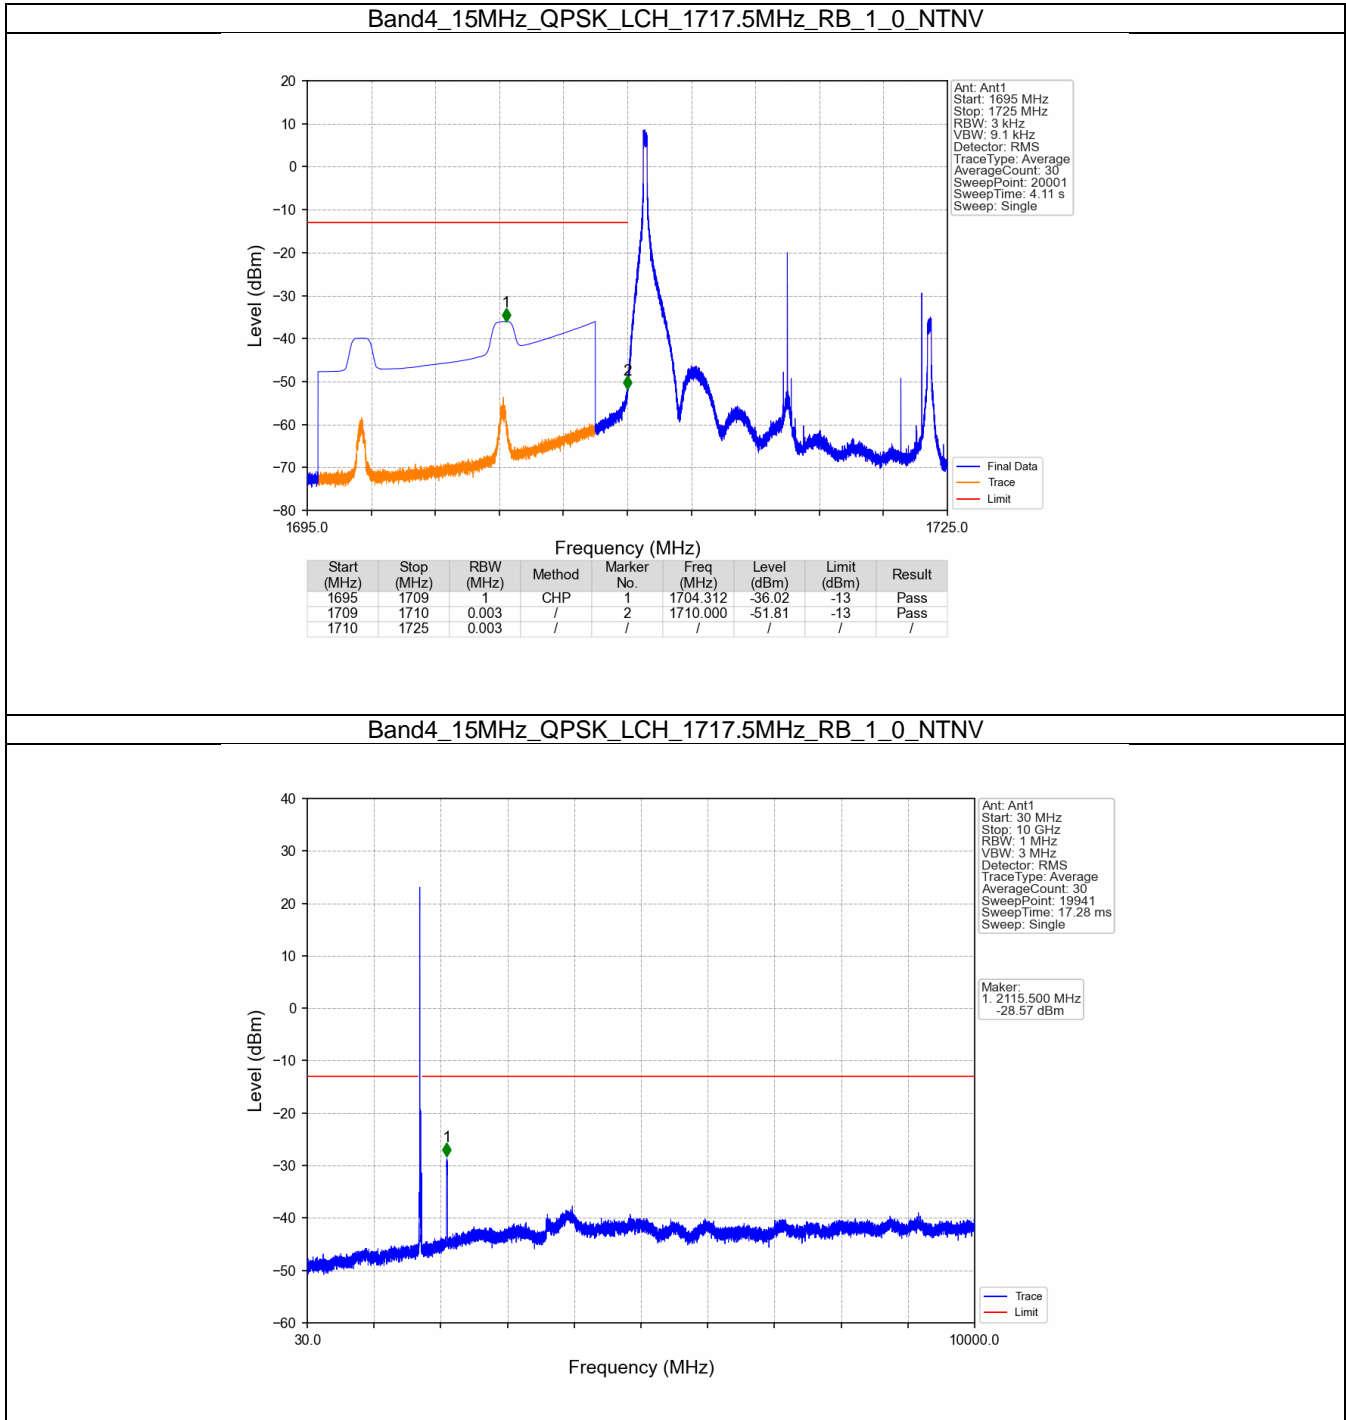 Band4_15MHz_QPSK_LCH_1717.5MHz_RB_1_0_NTNV
20
10
0
−10
−20
−30
−40
−50
−60
−70
−80
Level (dBm)
1
2
1695.0
1725.0
Frequency (MHz)
Ant: Ant1
Start: 1695 MHz
Stop: 1725 MHz
RBW: 3 kHz
VBW: 9.1 kHz
Detector: RMS
TraceType: Average
AverageCount: 30
SweepPoint: 20001
SweepTime: 4.11 s
Sweep: Single
Final Data
Trace
Limit
Start (MHz) Stop (MHz) RBW (MHz) Method Marker No. Freq (MHz) Level (dBm) Limit (dBm) Result
1695 1709 1 CHP 1 1704.312 -36.02 -13 Pass
1709 1710 0.003 / 2 1710.000 -51.81 -13 Pass
1710 1725 0.003 / / / / / /
Band4_15MHz_QPSK_LCH_1717.5MHz_RB_1_0_NTNV
40
30
20
10
0
−10
−20
−30
−40
−50
−60
Level (dBm)
1
30.0
10000.0
Frequency (MHz)
Ant: Ant1
Start: 30 MHz
Stop: 10 GHz
RBW: 1 MHz
VBW: 3 MHz
Detector: RMS
TraceType: Average
AverageCount: 30
SweepPoint: 19941
SweepTime: 17.28 ms
Sweep: Single
Maker:
1. 2115.500 MHz
-28.57 dBm
Trace
Limit